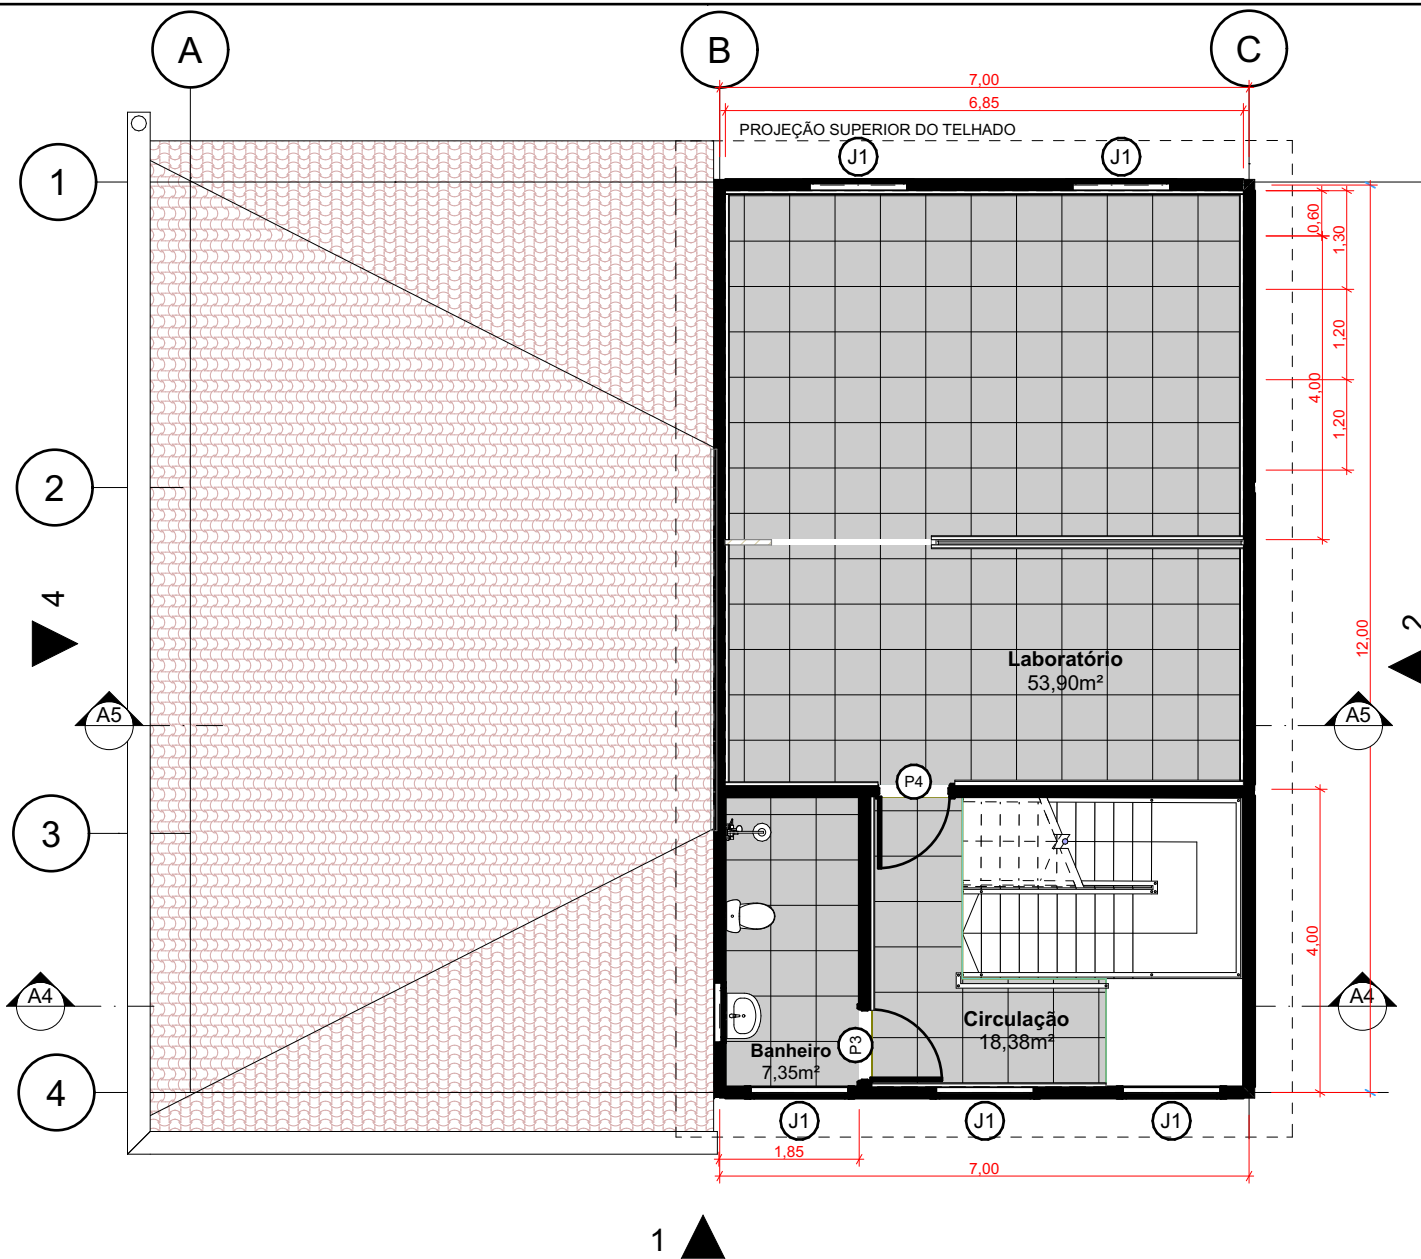 A
B
C
7,00
6,85
PROJEÇÃO SUPERIOR DO TELHADO
J1
J1
1
0,60
1,30
1,20
4,00
1,20
2
4
12,00
2
Laboratório
53,90m²
A5
A5
P4
3
4,00
A4
A4
Circulação
18,38m²
P3
Banheiro
7,35m²
4
J1
J1
J1
1,85
7,00
1